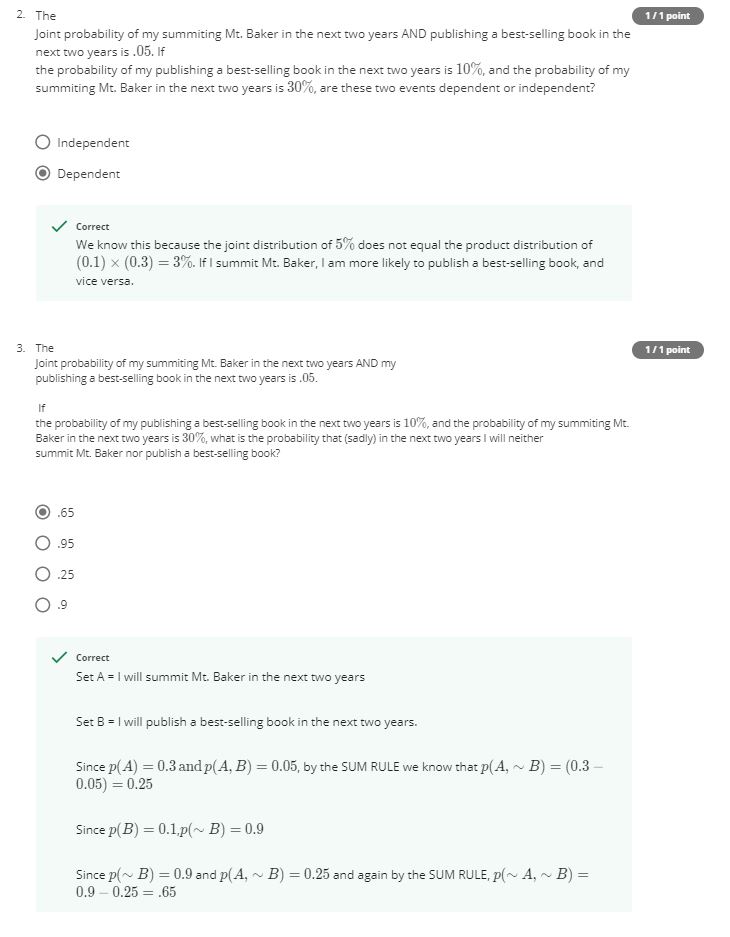 2. The
1 / 1 point
Joint probability of my summiting Mt. Baker in the next two years AND publishing a best-selling book in the
next two years is .05. If
the probability of my publishing a best-selling book in the next two years is 10%, and the probability of my
summiting Mt. Baker in the next two years is 30%, are these two events dependent or independent?
Independent
Dependent
Correct
We know this because the joint distribution of 5% does not equal the product distribution of
(0.1) × (0.3) = 3%. If I summit Mt. Baker, I am more likely to publish a best-selling book, and
vice versa.
3. The
1 / 1 point
Joint probability of my summiting Mt. Baker in the next two years AND my
publishing a best-selling book in the next two years is .05.
If
the probability of my publishing a best-selling book in the next two years is 10%, and the probability of my summiting Mt.
Baker in the next two years is 30%, what is the probability that (sadly) in the next two years I will neither
summit Mt. Baker nor publish a best-selling book?
.65
.95
.25
.9
Correct
Set A = I will summit Mt. Baker in the next two years
Set B = I will publish a best-selling book in the next two years.
Since p(A) = 0.3 and p(A, B) = 0.05, by the SUM RULE we know that p(A, ∼ B) = (0.3 –
0.05) = 0.25
Since p(B) = 0.1,p(∼ B) = 0.9
Since p(∼ B) = 0.9 and p(A, ∼ B) = 0.25 and again by the SUM RULE, p(∼ A, ∼ B) =
0.9 – 0.25 = .65